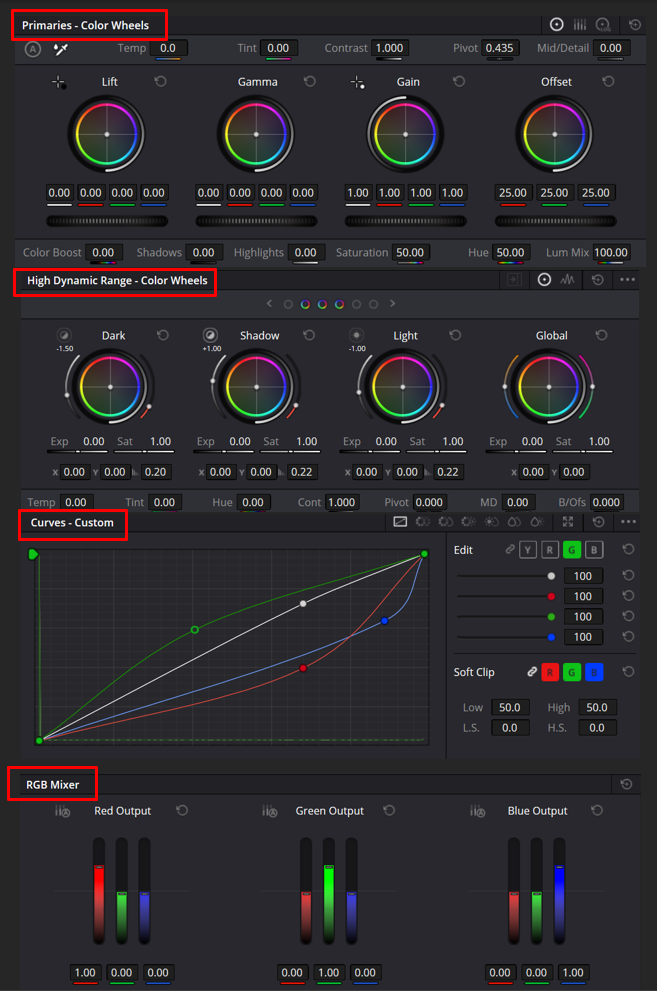 Primaries - Color Wheels
A Temp 0.0 Tint 0.00 Contrast 1.000 Pivot 0.435 Mid/Detail 0.00
Lift Gamma Gain Offset
0.00 0.00 0.00 0.00 0.00 0.00 0.00 0.00 1.00 1.00 1.00 1.00 25.00 25.00 25.00
Color Boost 0.00 Shadows 0.00 Highlights 0.00 Saturation 50.00 Hue 50.00 Lum Mix 100.00
High Dynamic Range - Color Wheels
Dark Shadow Light Global
-1.50 +1.00 -1.00
Exp 0.00 Sat 1.00 Exp 0.00 Sat 1.00 Exp 0.00 Sat 1.00 Exp 0.00 Sat 1.00
X 0.00 Y 0.00 0.20 X 0.00 Y 0.00 0.22 X 0.00 Y 0.00 0.22 X 0.00 Y 0.00
Temp 0.00 Tint 0.00 Hue 0.00 Cont 1.000 Pivot 0.000 MD 0.00 B/Ofs 0.000
Curves - Custom
Edit Y R G B
100
100
100
100
Soft Clip R G B
Low 50.0 High 50.0
L.S. 0.0 H.S. 0.0
RGB Mixer
Red Output Green Output Blue Output
1.00 0.00 0.00 0.00 1.00 0.00 0.00 0.00 1.00